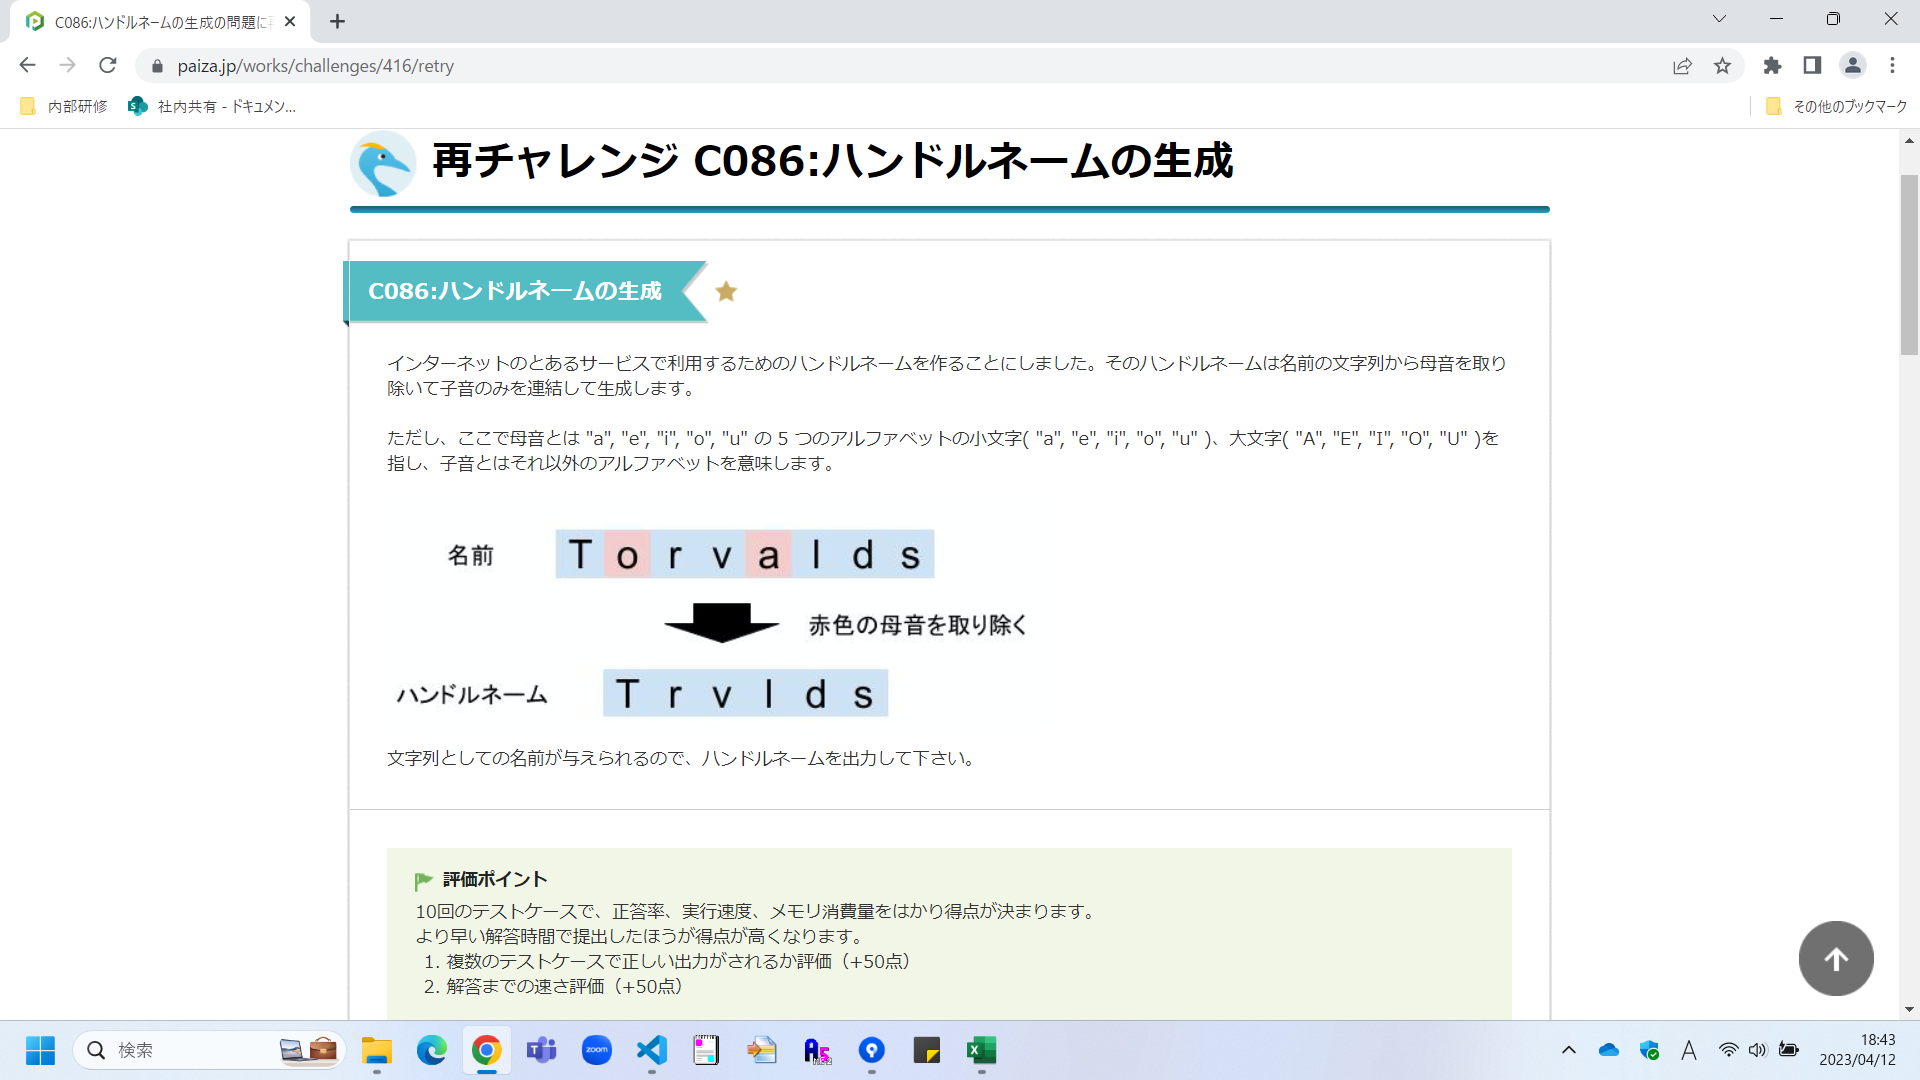 C086:ハンドルネームの生成の問題に再
paiza.jp/works/challenges/416/retry
内部研修
社内共有 - ドキュメン...
その他のブックマーク
再チャレンジ C086:ハンドルネームの生成
C086:ハンドルネームの生成
インターネットのとあるサービスで利用するためのハンドルネームを作ることにしました。そのハンドルネームは名前の文字列から母音を取り
除いて子音のみを連結して生成します。
ただし、ここで母音とは "a", "e", "i", "o", "u" の 5 つのアルファベットの小文字( "a", "e", "i", "o", "u" )、大文字( "A", "E", "I", "O", "U" )を
指し、子音とはそれ以外のアルファベットを意味します。
名前 T o r v a l d s
赤色の母音を取り除く
ハンドルネーム T r v l d s
文字列としての名前が与えられるので、ハンドルネームを出力して下さい。
評価ポイント
10回のテストケースで、正答率、実行速度、メモリ消費量をはかり得点が決まります。
より早い解答時間で提出したほうが得点が高くなります。
1. 複数のテストケースで正しい出力がされるか評価（+50点）
2. 解答までの速さ評価（+50点）
検索
zoom
A
18:43
2023/04/12